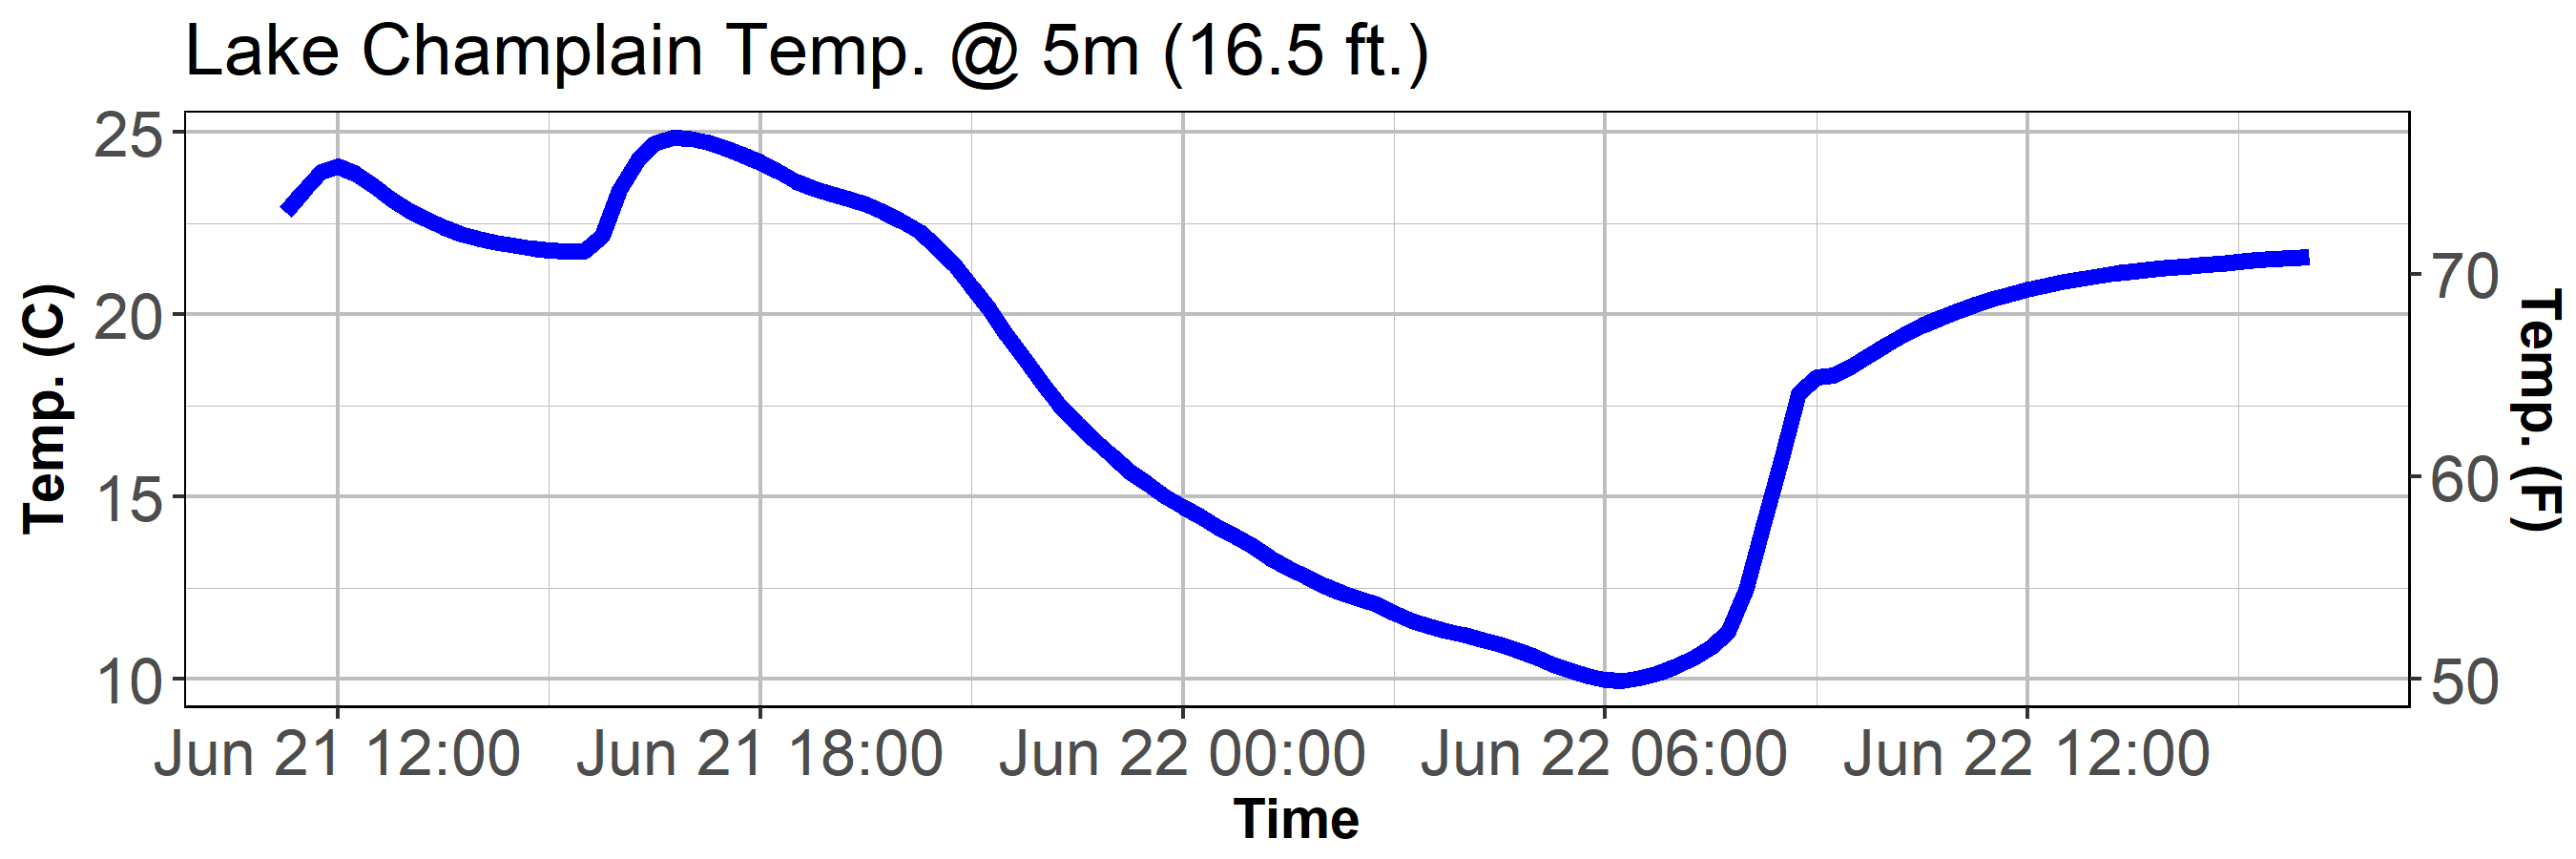 Lake Champlain Temp. @ 5m (16.5 ft.)
Temp. (C)
25
20
15
10
70
60
50
Temp. (F)
Jun 21 12:00 Jun 21 18:00 Jun 22 00:00 Jun 22 06:00 Jun 22 12:00
Time